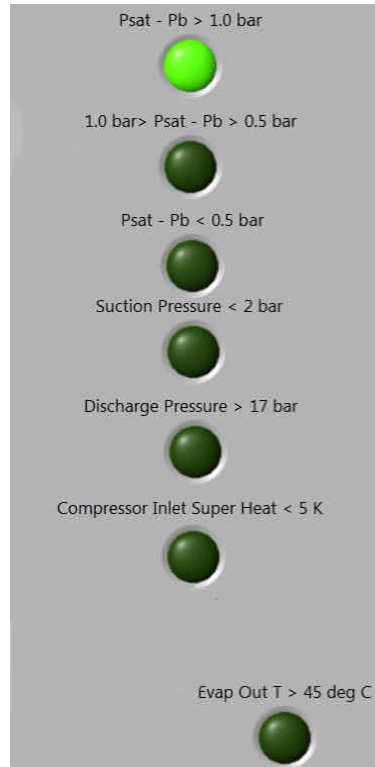 Psat - Pb > 1.0 bar
1.0 bar> Psat - Pb > 0.5 bar
Psat - Pb < 0.5 bar
Suction Pressure < 2 bar
Discharge Pressure > 17 bar
Compressor Inlet Super Heat < 5 K
Evap Out T > 45 deg C